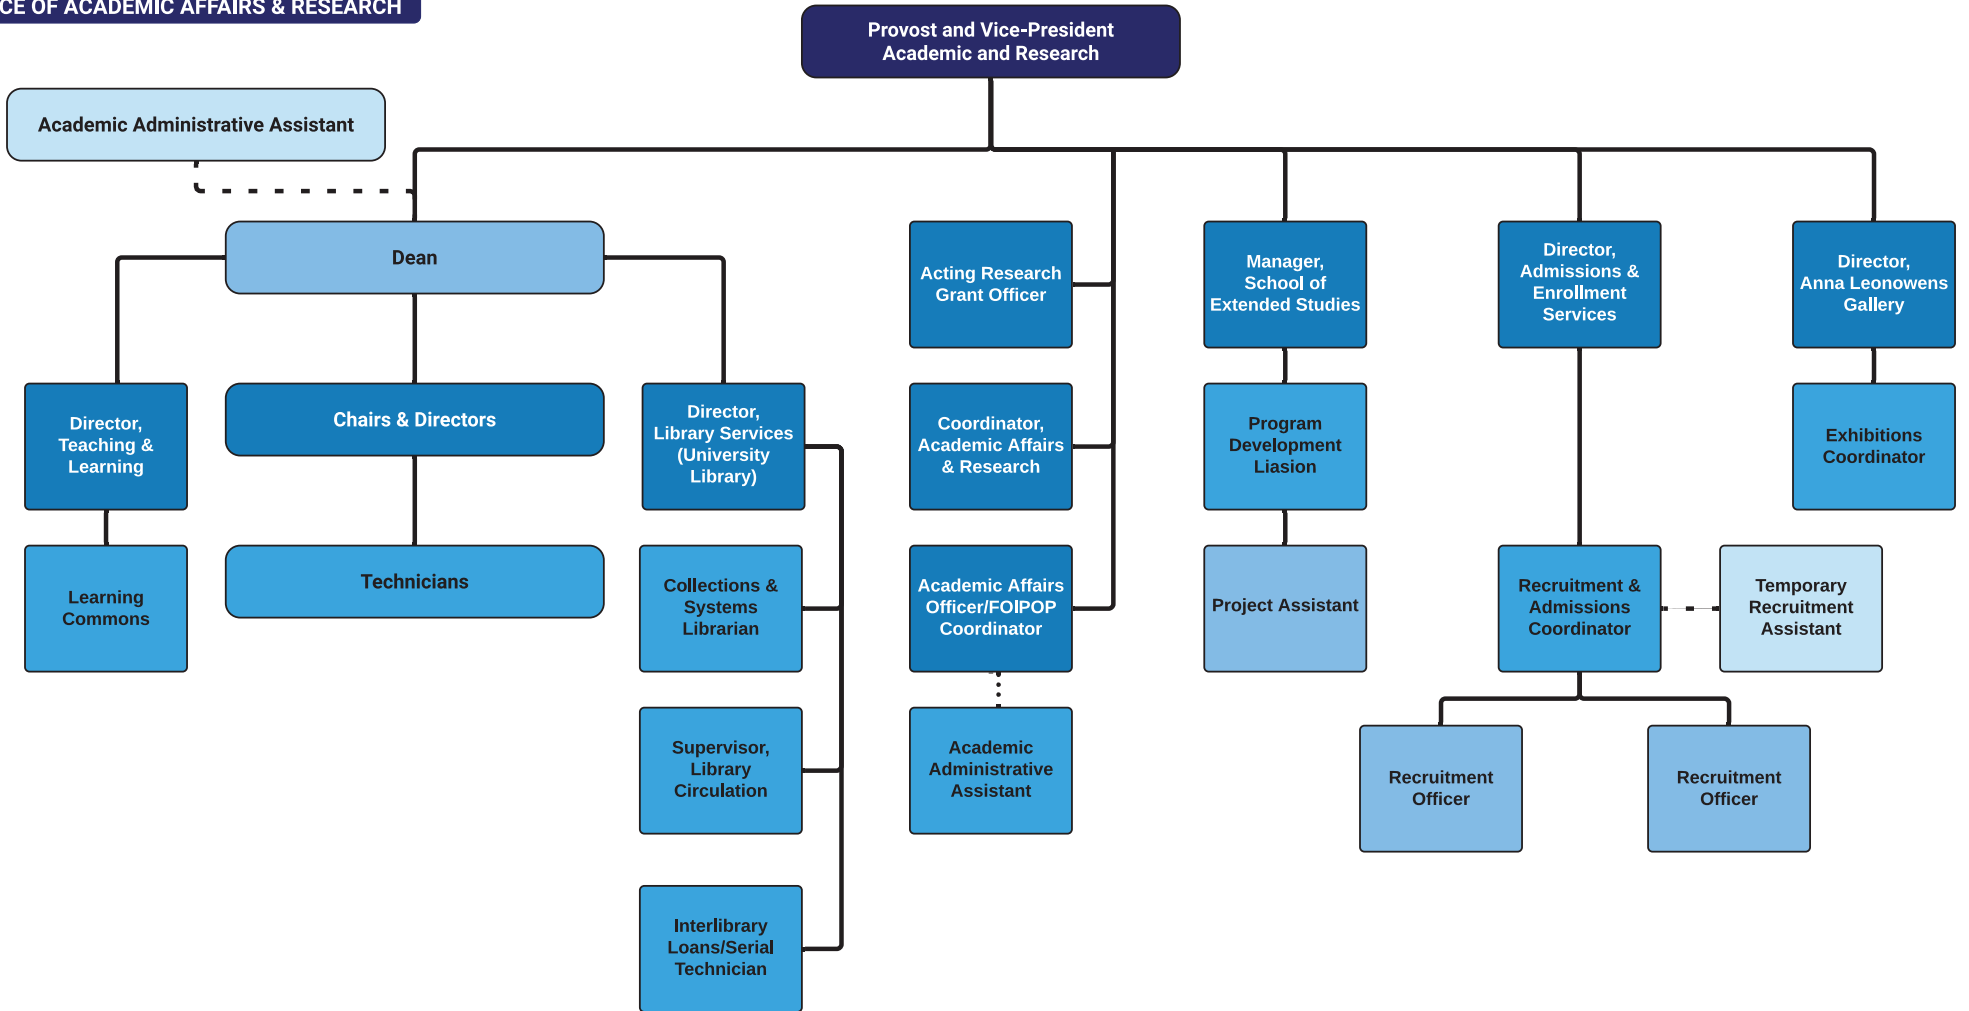 CE OF ACADEMIC AFFAIRS & RESEARCH
Provost and Vice-President
Academic and Research
Academic Administrative Assistant
Dean
Director,
Teaching &
Learning
Learning
Commons
Chairs & Directors
Technicians
Director,
Library Services
(University
Library)
Collections &
Systems
Librarian
Supervisor,
Library
Circulation
Interlibrary
Loans/Serial
Technician
Acting Research
Grant Officer
Coordinator,
Academic Affairs
& Research
Academic Affairs
Officer/FOIPOP
Coordinator
Academic
Administrative
Assistant
Manager,
School of
Extended Studies
Program
Development
Liasion
Project Assistant
Director,
Admissions &
Enrollment
Services
Recruitment &
Admissions
Coordinator
Temporary
Recruitment
Assistant
Recruitment
Officer
Recruitment
Officer
Director,
Anna Leonowens
Gallery
Exhibitions
Coordinator